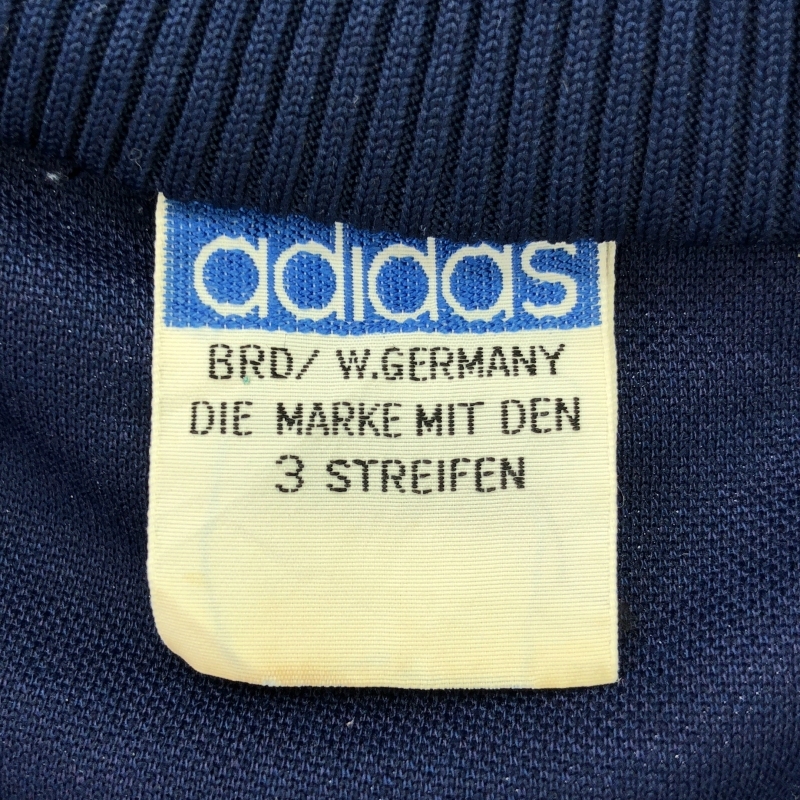 adidas
BRD/ W.GERMANY
DIE MARKE MIT DEN
3 STREIFEN